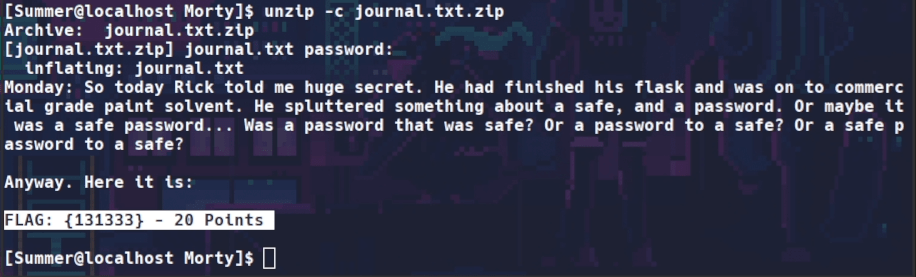 [Summer@localhost Morty]$ unzip -c journal.txt.zip
Archive:  journal.txt.zip
[journal.txt.zip] journal.txt password:
  inflating: journal.txt
Monday: So today Rick told me huge secret. He had finished his flask and was on to commerc
ial grade paint solvent. He spluttered something about a safe, and a password. Or maybe it
 was a safe password... Was a password that was safe? Or a password to a safe? Or a safe p
assword to a safe?
Anyway. Here it is:
FLAG: {131333} - 20 Points
[Summer@localhost Morty]$